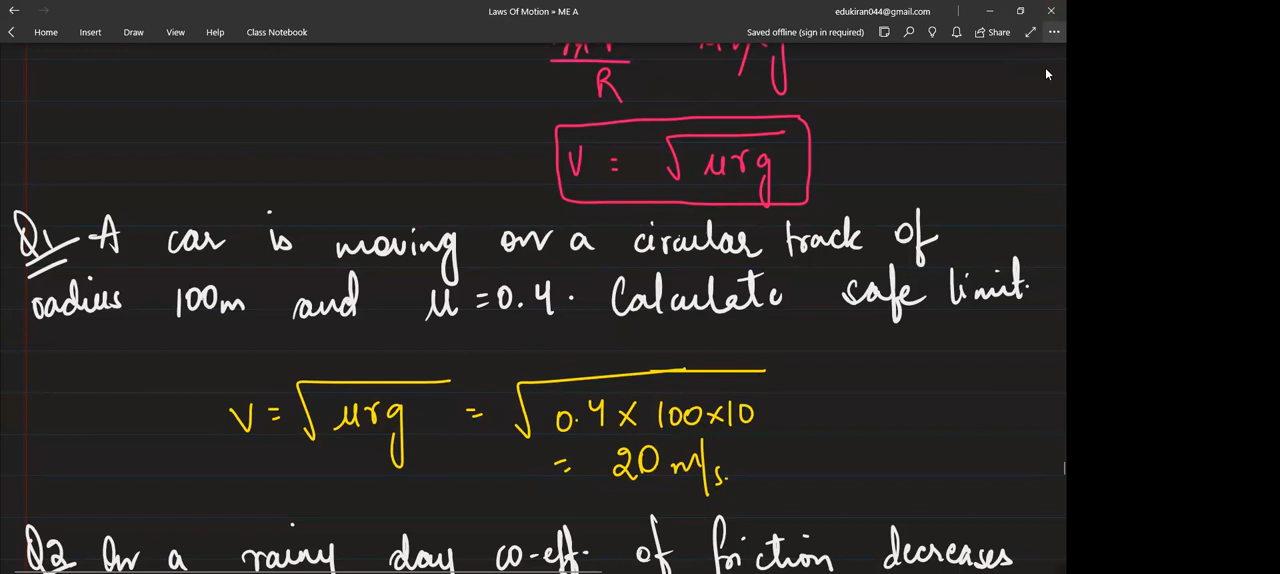 Laws Of Motion » ME A
edukiran044@gmail.com
Home Insert Draw View Help Class Notebook
Saved offline (sign in required)
Share
R
V = √μrg
Q1 A car is moving on a circular track of
radius 100m and μ = 0.4. Calculate safe limit.
V = √μrg = √0.4 × 100 × 10
= 20 m/s.
Q2 On a rainy day co-eff. of friction decreases